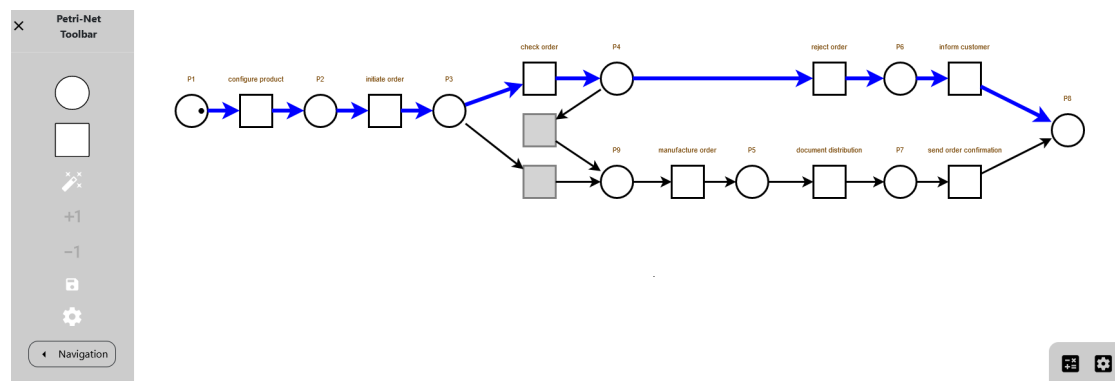 Petri-Net
Toolbar
+1
−1
Navigation
check order
P4
reject order
P6
inform customer
P1
configure product
P2
initiate order
P3
P8
P9
manufacture order
P5
document distribution
P7
send order confirmation